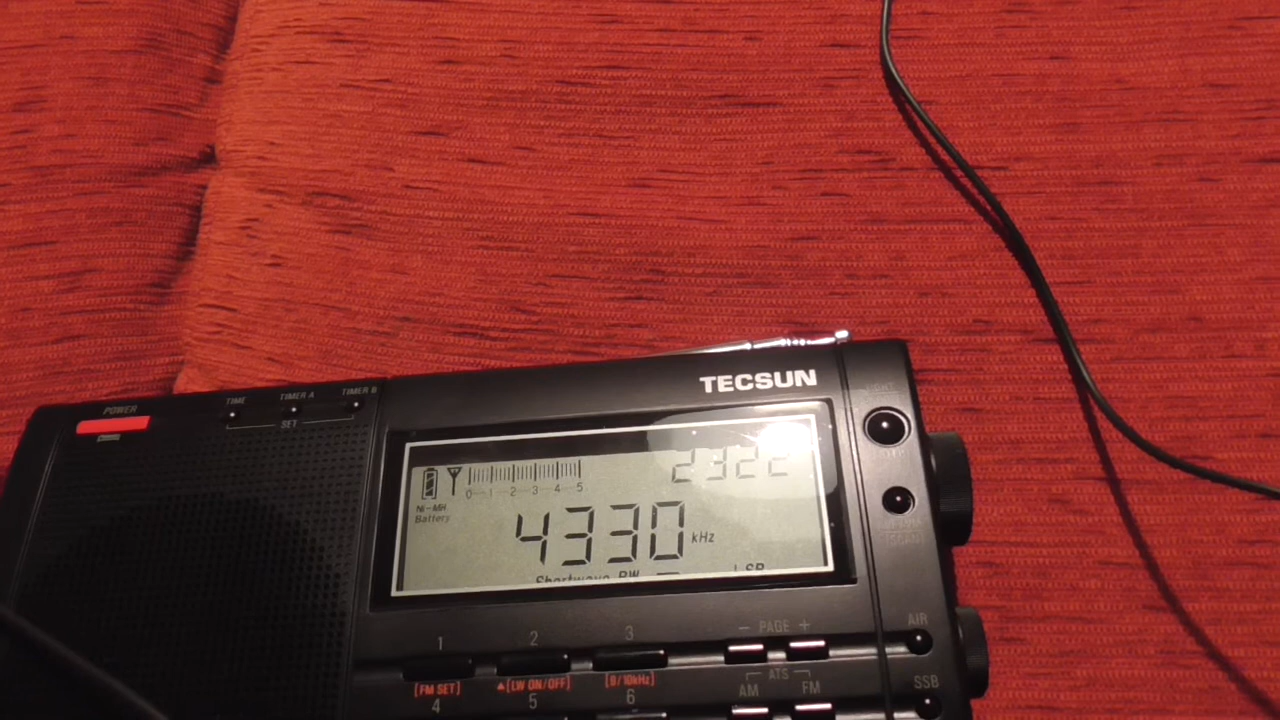 TECSUN
POWER
TIME TIMER A TIMER B
SET
LIGHT
2322
0 1 2 3 4 5
Ni-MH
Battery
4330 kHz
Shortwave BW LSB
1 2 3 − PAGE +
AIR
[FM SET] ▲[LW ON/OFF] [9/10kHz]
ATS
AM FM
SSB
4 5 6